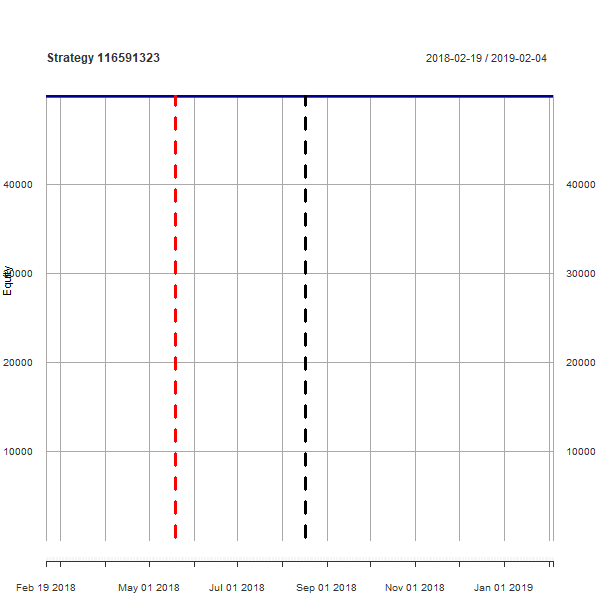 Strategy 116591323 2018-02-19 / 2019-02-04
40000 40000
30000 30000
Equity
20000 20000
10000 10000
Feb 19 2018 May 01 2018 Jul 01 2018 Sep 01 2018 Nov 01 2018 Jan 01 2019